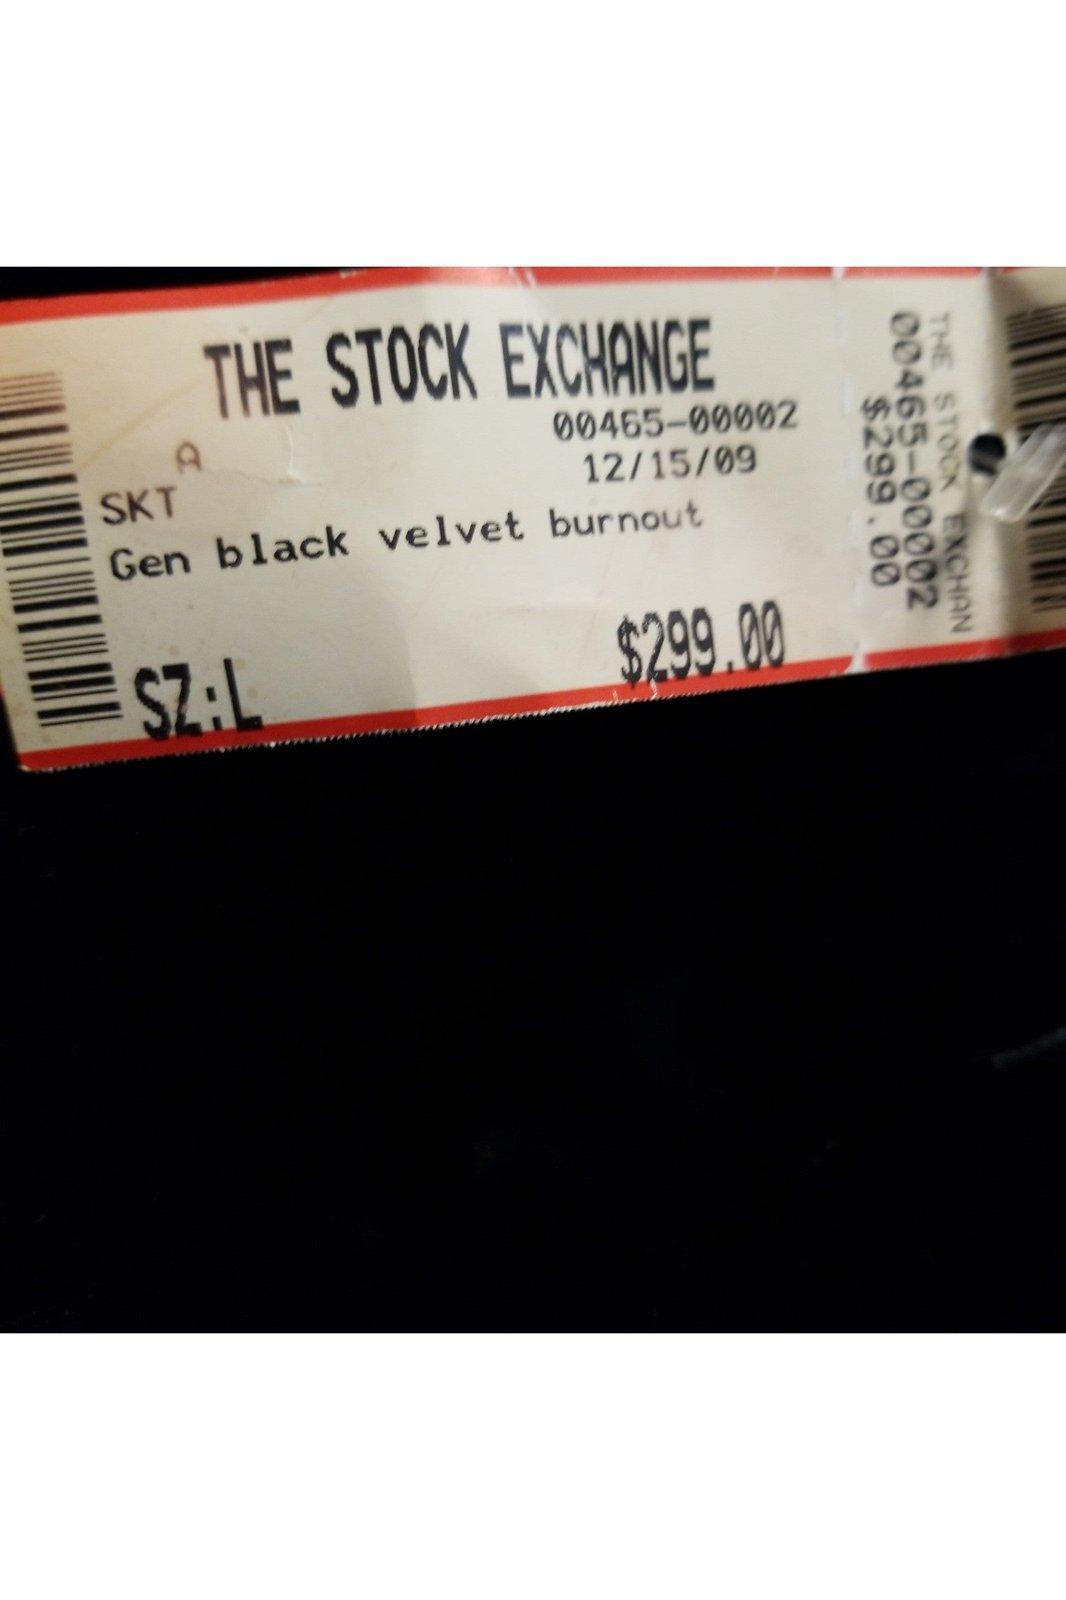 THE STOCK EXCHANGE
00465-00002
A
12/15/09
SKT
Gen black velvet burnout
SZ:L
$299.00
THE STOCK EXCHAN
00465-00002
$299.00